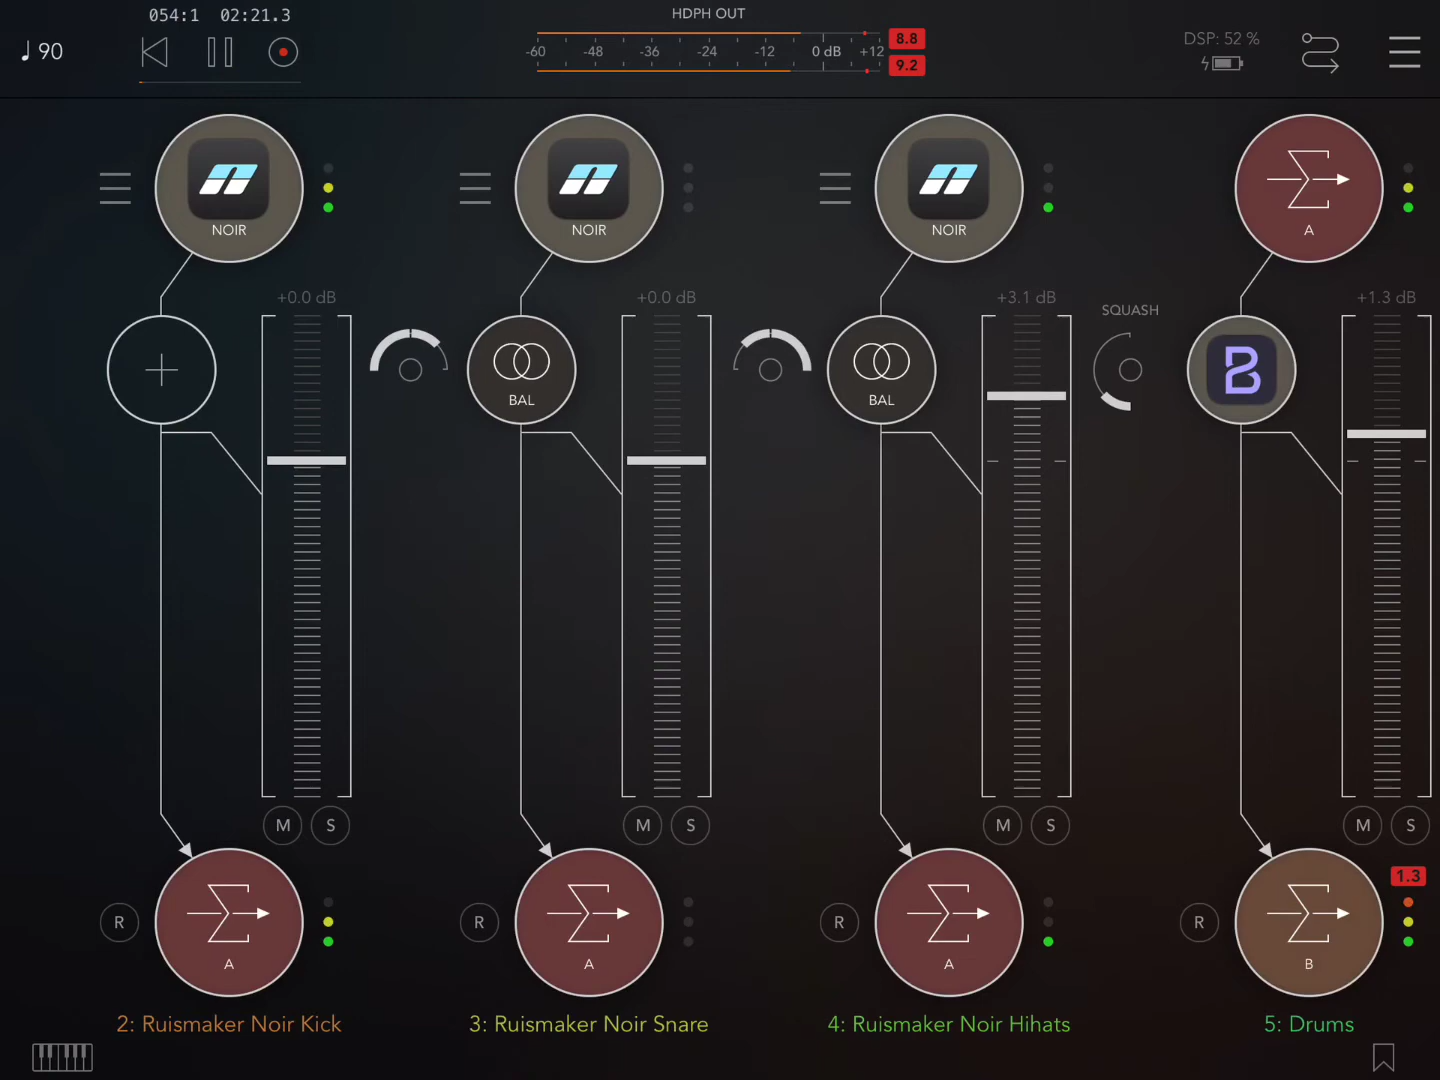 054:1 02:21.3
♩ 90
HDPH OUT
-60 -48 -36 -24 -12 0 dB +12
8.8
9.2
DSP: 52 %
NOIR
NOIR
NOIR
A
+0.0 dB
+0.0 dB
+3.1 dB
SQUASH
+1.3 dB
BAL
BAL
B
M S
M S
M S
M S
1.3
R
R
R
R
A
A
A
B
2: Ruismaker Noir Kick
3: Ruismaker Noir Snare
4: Ruismaker Noir Hihats
5: Drums